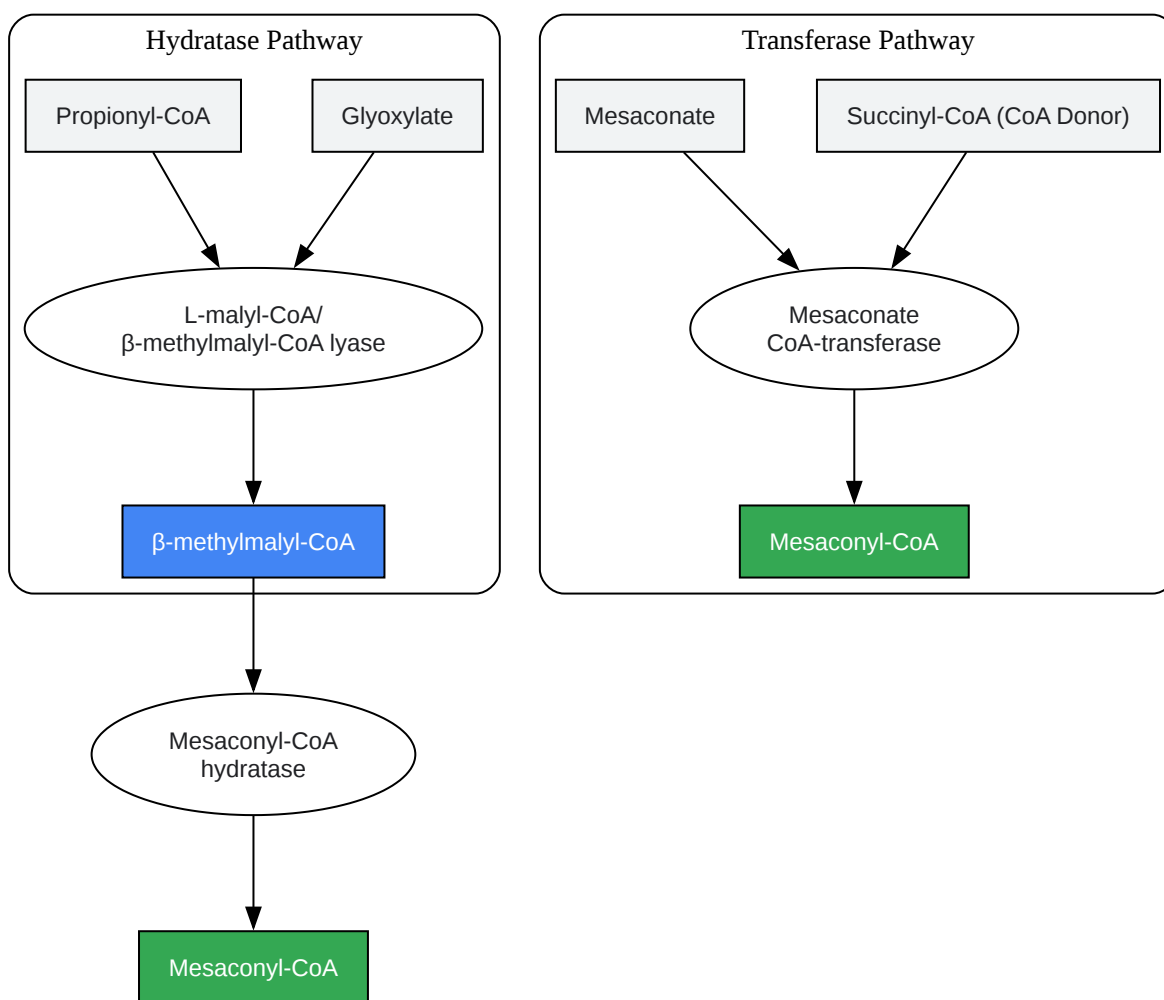 Hydratase Pathway
Propionyl-CoA
Glyoxylate
L-malyl-CoA/
β-methylmalyl-CoA lyase
β-methylmalyl-CoA
Mesaconyl-CoA
hydratase
Mesaconyl-CoA
Transferase Pathway
Mesaconate
Succinyl-CoA (CoA Donor)
Mesaconate
CoA-transferase
Mesaconyl-CoA